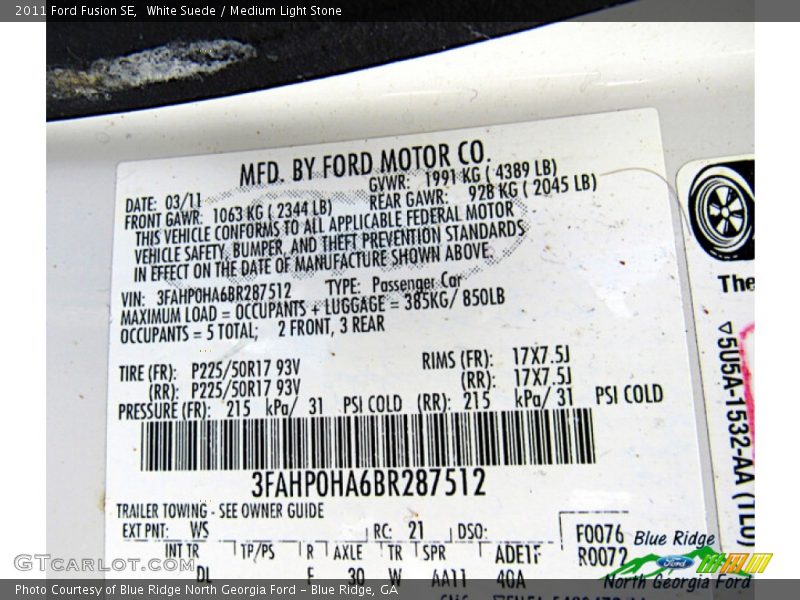 2011 Ford Fusion SE, White Suede / Medium Light Stone
MFD. BY FORD MOTOR CO.
DATE: 03/11 GVWR: 1991 KG ( 4389 LB)
FRONT GAWR: 1063 KG ( 2344 LB) REAR GAWR: 928 KG ( 2045 LB)
THIS VEHICLE CONFORMS TO ALL APPLICABLE FEDERAL MOTOR
VEHICLE SAFETY, BUMPER, AND THEFT PREVENTION STANDARDS
IN EFFECT ON THE DATE OF MANUFACTURE SHOWN ABOVE.
VIN: 3FAHP0HA6BR287512 TYPE: Passenger Car
MAXIMUM LOAD = OCCUPANTS + LUGGAGE = 385KG/ 850LB
OCCUPANTS = 5 TOTAL; 2 FRONT, 3 REAR
TIRE (FR): P225/50R17 93V RIMS (FR): 17X7.5J
(RR): P225/50R17 93V (RR): 17X7.5J
PRESSURE (FR): 215 kPa/ 31 PSI COLD (RR): 215 kPa/ 31 PSI COLD
3FAHP0HA6BR287512
TRAILER TOWING - SEE OWNER GUIDE
EXT PNT: WS RC: 21 DSO: F0076
R0072
INT TR TP/PS R AXLE TR SPR ADE1F
DL F 30 W AA11 40A
The
▽5U5A-1532-AA (TLU)
Blue Ridge
Ford
North Georgia Ford
GTCarLot.com
Photo Courtesy of Blue Ridge North Georgia Ford - Blue Ridge, GA